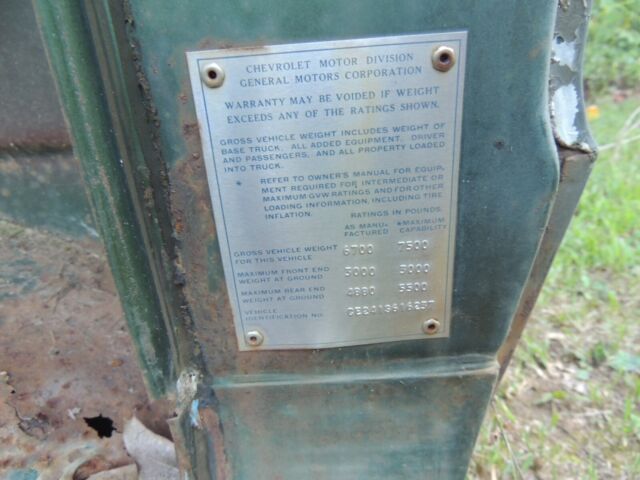 CHEVROLET MOTOR DIVISION
GENERAL MOTORS CORPORATION
WARRANTY MAY BE VOIDED IF WEIGHT
EXCEEDS ANY OF THE RATINGS SHOWN.
GROSS VEHICLE WEIGHT INCLUDES WEIGHT OF
BASE TRUCK, ALL ADDED EQUIPMENT, DRIVER
AND PASSENGERS, AND ALL PROPERTY LOADED
INTO TRUCK.
* REFER TO OWNER'S MANUAL FOR EQUIP-
MENT REQUIRED FOR INTERMEDIATE OR
MAXIMUM GVW RATINGS AND FOR OTHER
LOADING INFORMATION, INCLUDING TIRE
INFLATION.
RATINGS IN POUNDS
AS MANU- *MAXIMUM
FACTURED CAPABILITY
GROSS VEHICLE WEIGHT
FOR THIS VEHICLE 6700 7500
MAXIMUM FRONT END
WEIGHT AT GROUND 3000 3000
MAXIMUM REAR END
WEIGHT AT GROUND 5500
VEHICLE
IDENTIFICATION NO.